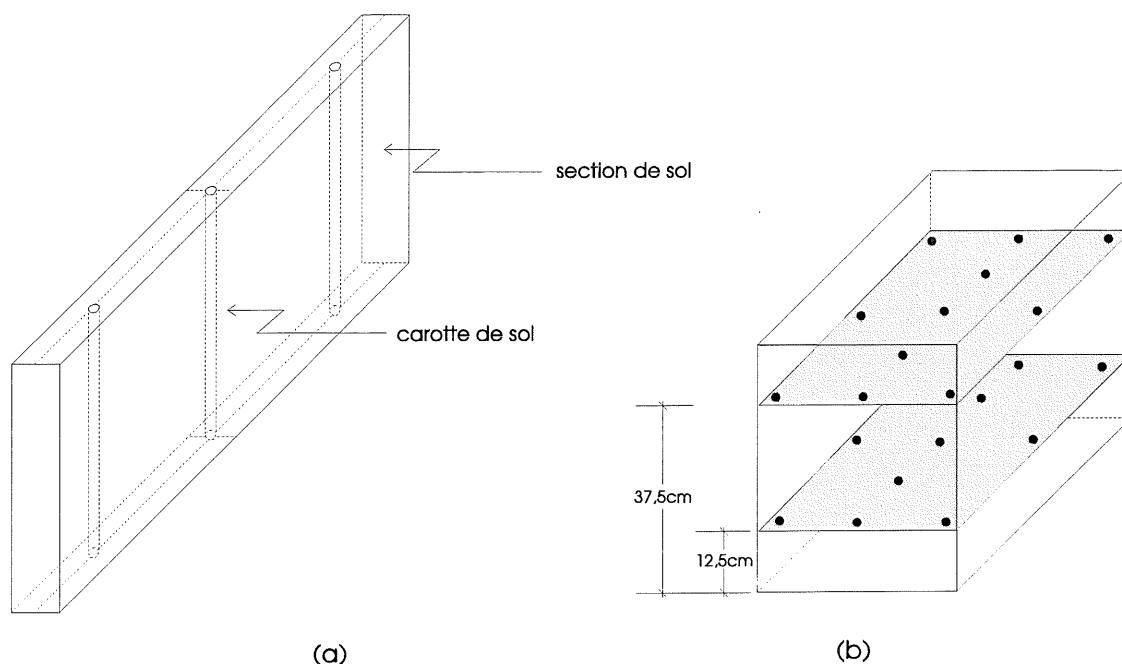 section de sol
carotte de sol
37,5cm
12,5cm
(a)
(b)